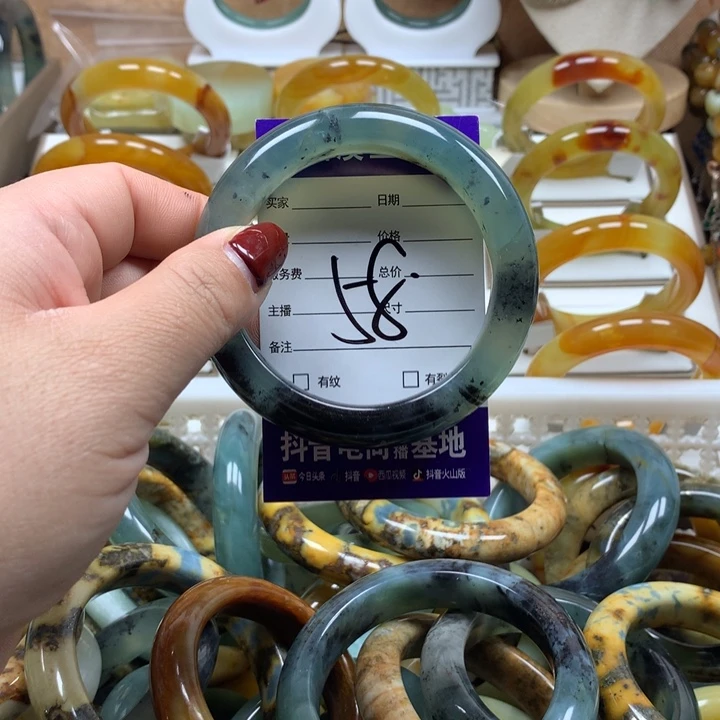 买家 日期
价格
务费 总价
主播 尺寸
备注
有纹 有裂
58
抖音电商直播基地
今日头条 抖音 西瓜视频 抖音火山版